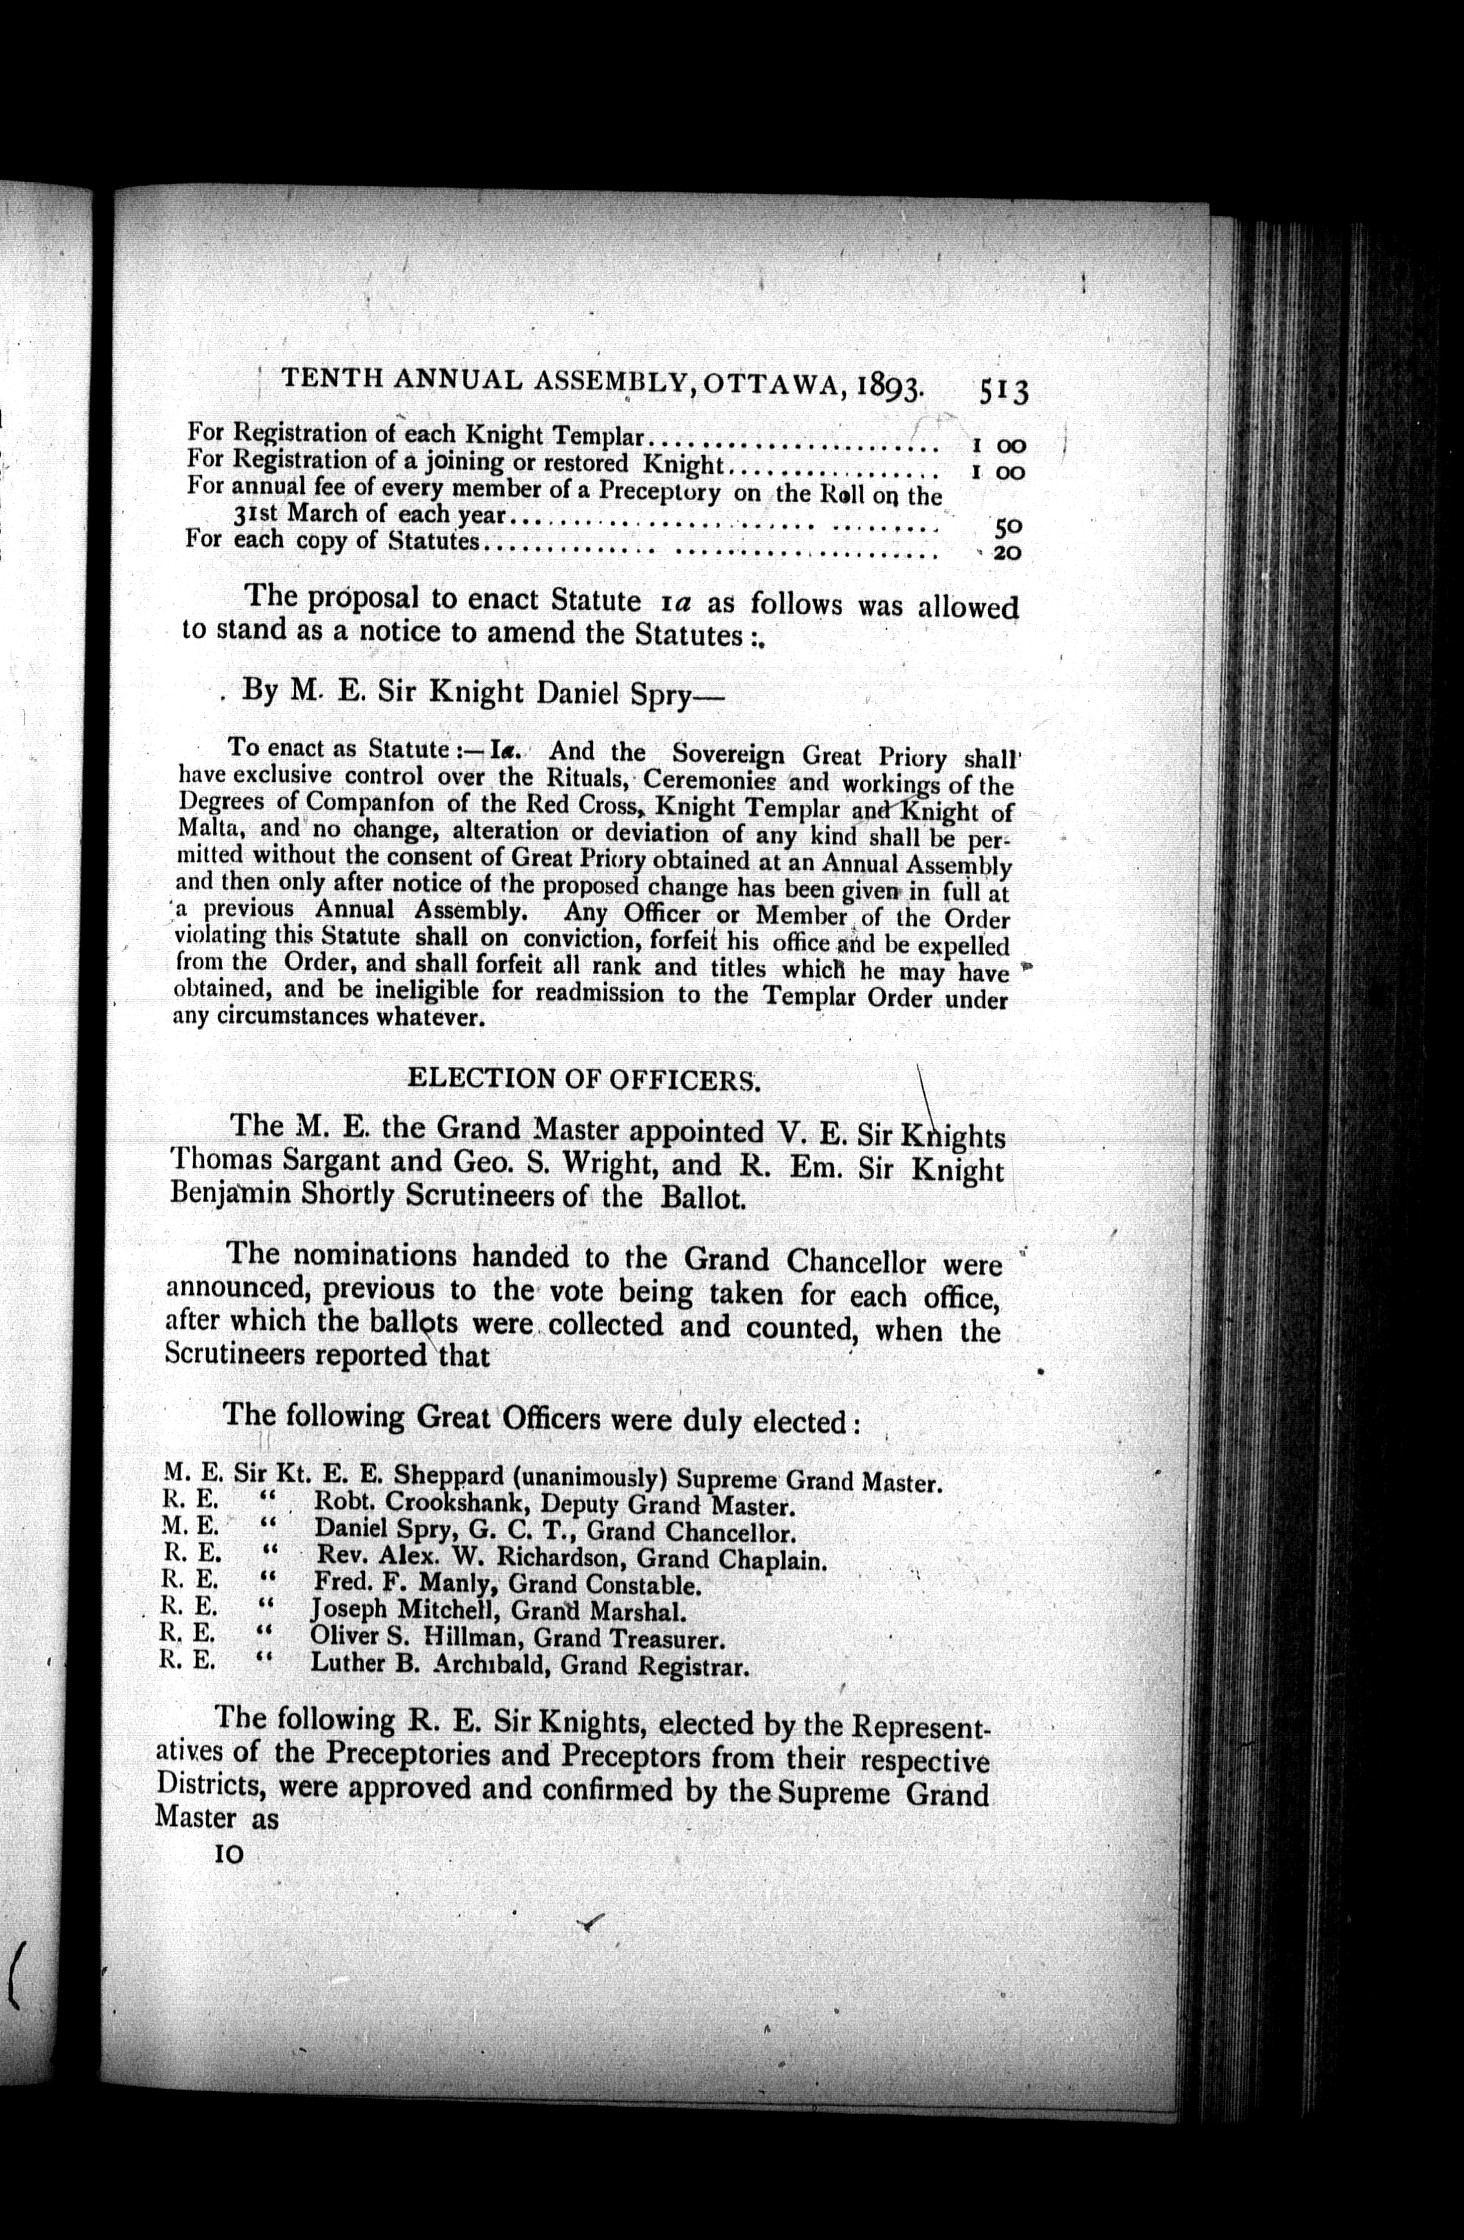 TENTH ANNUAL ASSEMBLY, OTTAWA, 1893. 513
For Registration of each Knight Templar...................... 1 00
For Registration of a joining or restored Knight................ 1 00
For annual fee of every member of a Preceptory on the Roll on the
31st March of each year................................ 50
For each copy of Statutes.................................. 20
The proposal to enact Statute 1a as follows was allowed
to stand as a notice to amend the Statutes :
By M. E. Sir Knight Daniel Spry—
To enact as Statute :—Ia. And the Sovereign Great Priory shall
have exclusive control over the Rituals, Ceremonies and workings of the
Degrees of Companion of the Red Cross, Knight Templar and Knight of
Malta, and no change, alteration or deviation of any kind shall be per-
mitted without the consent of Great Priory obtained at an Annual Assembly
and then only after notice of the proposed change has been given in full at
a previous Annual Assembly. Any Officer or Member of the Order
violating this Statute shall on conviction, forfeit his office and be expelled
from the Order, and shall forfeit all rank and titles which he may have
obtained, and be ineligible for readmission to the Templar Order under
any circumstances whatever.
ELECTION OF OFFICERS.
The M. E. the Grand Master appointed V. E. Sir Knights
Thomas Sargant and Geo. S. Wright, and R. Em. Sir Knight
Benjamin Shortly Scrutineers of the Ballot.
The nominations handed to the Grand Chancellor were
announced, previous to the vote being taken for each office,
after which the ballots were collected and counted, when the
Scrutineers reported that
The following Great Officers were duly elected :
M. E. Sir Kt. E. E. Sheppard (unanimously) Supreme Grand Master.
R. E. “ Robt. Crookshank, Deputy Grand Master.
M. E. “ Daniel Spry, G. C. T., Grand Chancellor.
R. E. “ Rev. Alex. W. Richardson, Grand Chaplain.
R. E. “ Fred. F. Manly, Grand Constable.
R. E. “ Joseph Mitchell, Grand Marshal.
R. E. “ Oliver S. Hillman, Grand Treasurer.
R. E. “ Luther B. Archibald, Grand Registrar.
The following R. E. Sir Knights, elected by the Represent-
atives of the Preceptories and Preceptors from their respective
Districts, were approved and confirmed by the Supreme Grand
Master as
10